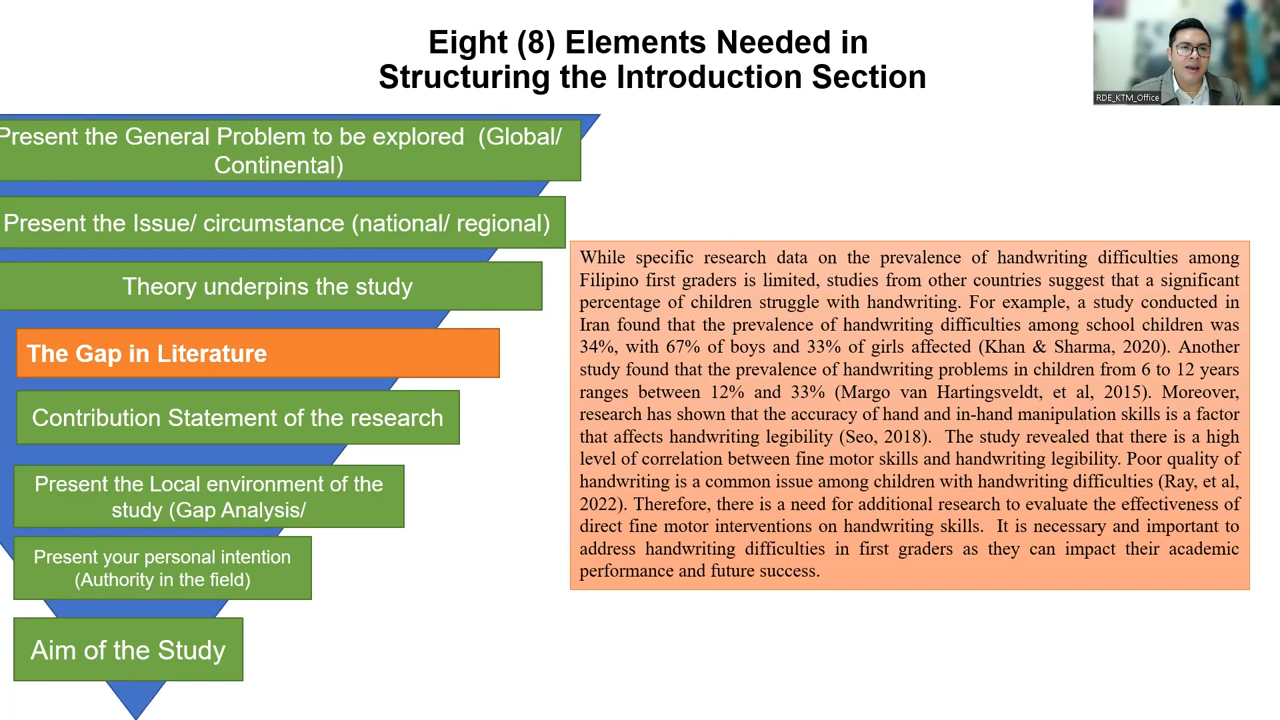 Eight (8) Elements Needed in
Structuring the Introduction Section
RDE_KTM_Office
Present the General Problem to be explored (Global/
Continental)
Present the Issue/ circumstance (national/ regional)
Theory underpins the study
The Gap in Literature
Contribution Statement of the research
Present the Local environment of the
study (Gap Analysis/
Present your personal intention
(Authority in the field)
Aim of the Study
While specific research data on the prevalence of handwriting difficulties among
Filipino first graders is limited, studies from other countries suggest that a significant
percentage of children struggle with handwriting. For example, a study conducted in
Iran found that the prevalence of handwriting difficulties among school children was
34%, with 67% of boys and 33% of girls affected (Khan & Sharma, 2020). Another
study found that the prevalence of handwriting problems in children from 6 to 12 years
ranges between 12% and 33% (Margo van Hartingsveldt, et al, 2015). Moreover,
research has shown that the accuracy of hand and in-hand manipulation skills is a factor
that affects handwriting legibility (Seo, 2018). The study revealed that there is a high
level of correlation between fine motor skills and handwriting legibility. Poor quality of
handwriting is a common issue among children with handwriting difficulties (Ray, et al,
2022). Therefore, there is a need for additional research to evaluate the effectiveness of
direct fine motor interventions on handwriting skills. It is necessary and important to
address handwriting difficulties in first graders as they can impact their academic
performance and future success.